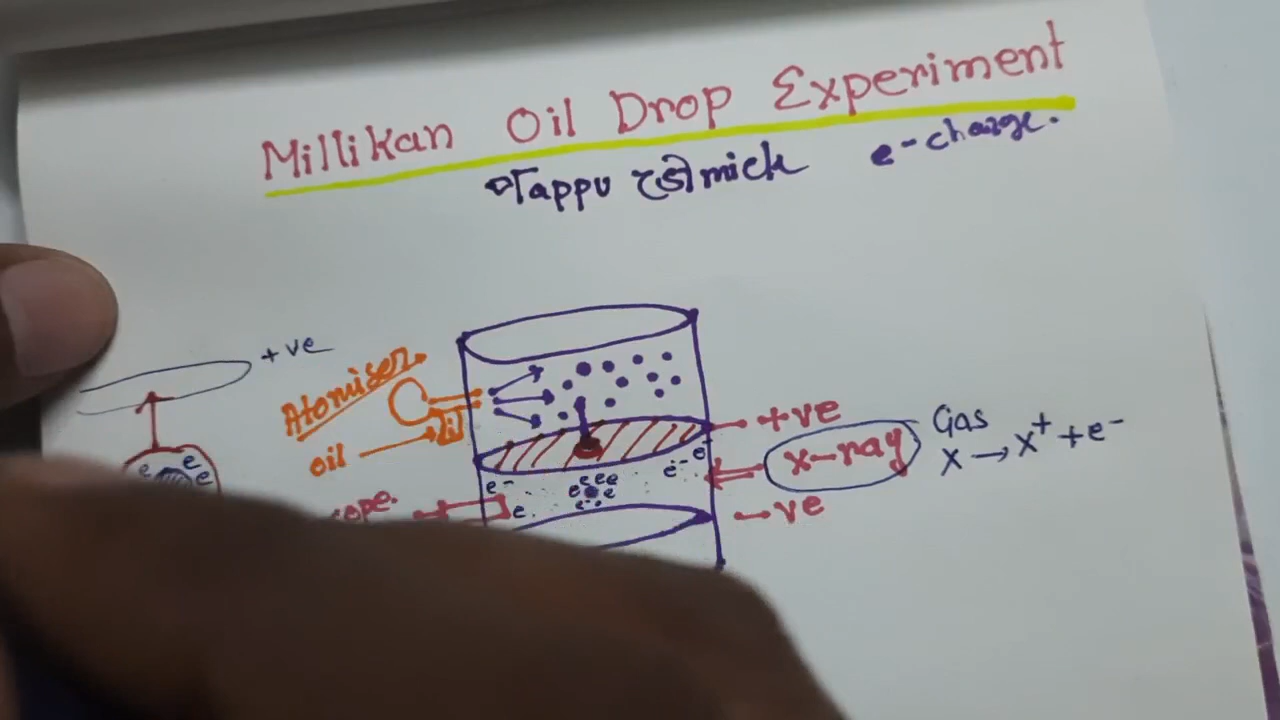 Millikan Oil Drop Experiment
e- charge.
+ve
Atomiser
oil
+ve
x-ray
Gas
X → X⁺ + e⁻
-ve
e e e
e⁻ e⁻
e⁻ e.
e e e e e